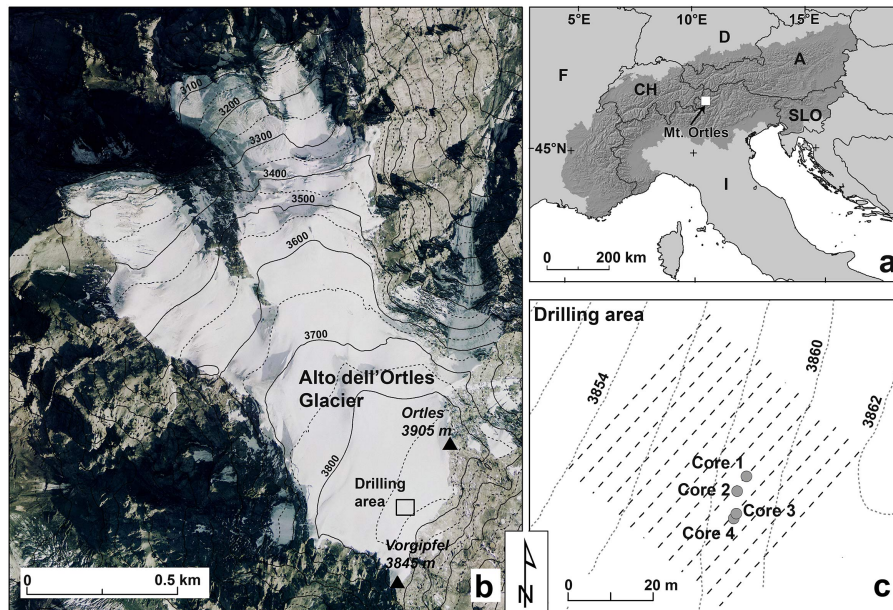 3100
3200
3300
3400
3500
3600
3700
Alto dell'Ortles
Glacier
Ortles
3905 m
3800
Drilling
area
Vorgipfel
3845 m
0 0.5 km
b
N
5°E 10°E 15°E
D
A
F
CH
SLO
Mt. Ortles
45°N
I
0 200 km
a
Drilling area
3854
3860
3862
Core 1
Core 2
Core 3
Core 4
0 20 m
c